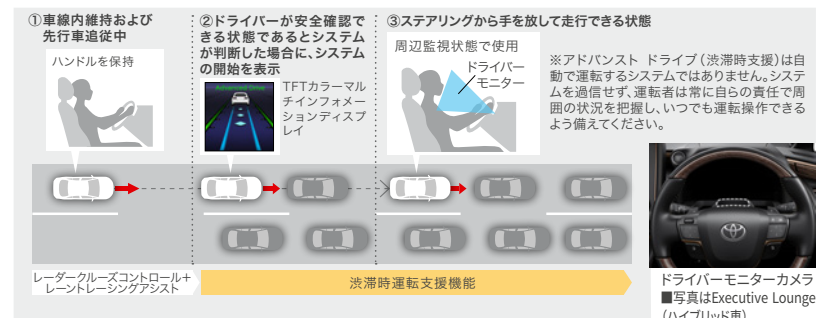 ①車線内維持および
先行車追従中
ハンドルを保持
②ドライバーが安全確認で
きる状態であるとシステム
が判断した場合に、システム
の開始を表示
Advanced Drive
TFTカラーマル
チインフォメー
ションディスプ
レイ
③ステアリングから手を放して走行できる状態
周辺監視状態で使用
ドライバー
モニター
※アドバンスト ドライブ(渋滞時支援)は自
動で運転するシステムではありません。システ
ムを過信せず、運転者は常に自らの責任で周
囲の状況を把握し、いつでも運転操作できる
よう備えてください。
レーダークルーズコントロール+
レーントレーシングアシスト
渋滞時運転支援機能
ドライバーモニターカメラ
■写真はExecutive Lounge
(ハイブリッド車)